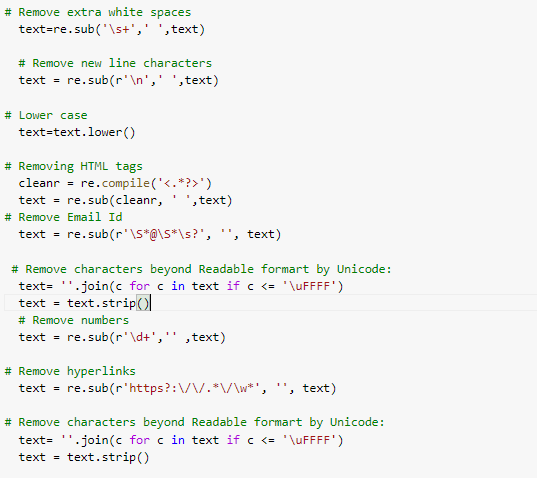 # Remove extra white spaces
text=re.sub('\s+',' ',text)
# Remove new line characters
text = re.sub(r'\n',' ',text)
# Lower case
text=text.lower()
# Removing HTML tags
cleanr = re.compile('<.*?>')
text = re.sub(cleanr, ' ',text)
# Remove Email Id
text = re.sub(r'\S*@\S*\s?', '', text)
# Remove characters beyond Readable formart by Unicode:
text= ''.join(c for c in text if c <= '\uFFFF')
text = text.strip()
# Remove numbers
text = re.sub(r'\d+','' ,text)
# Remove hyperlinks
text = re.sub(r'https?:\/\/.*\/\w*', '', text)
# Remove characters beyond Readable formart by Unicode:
text= ''.join(c for c in text if c <= '\uFFFF')
text = text.strip()